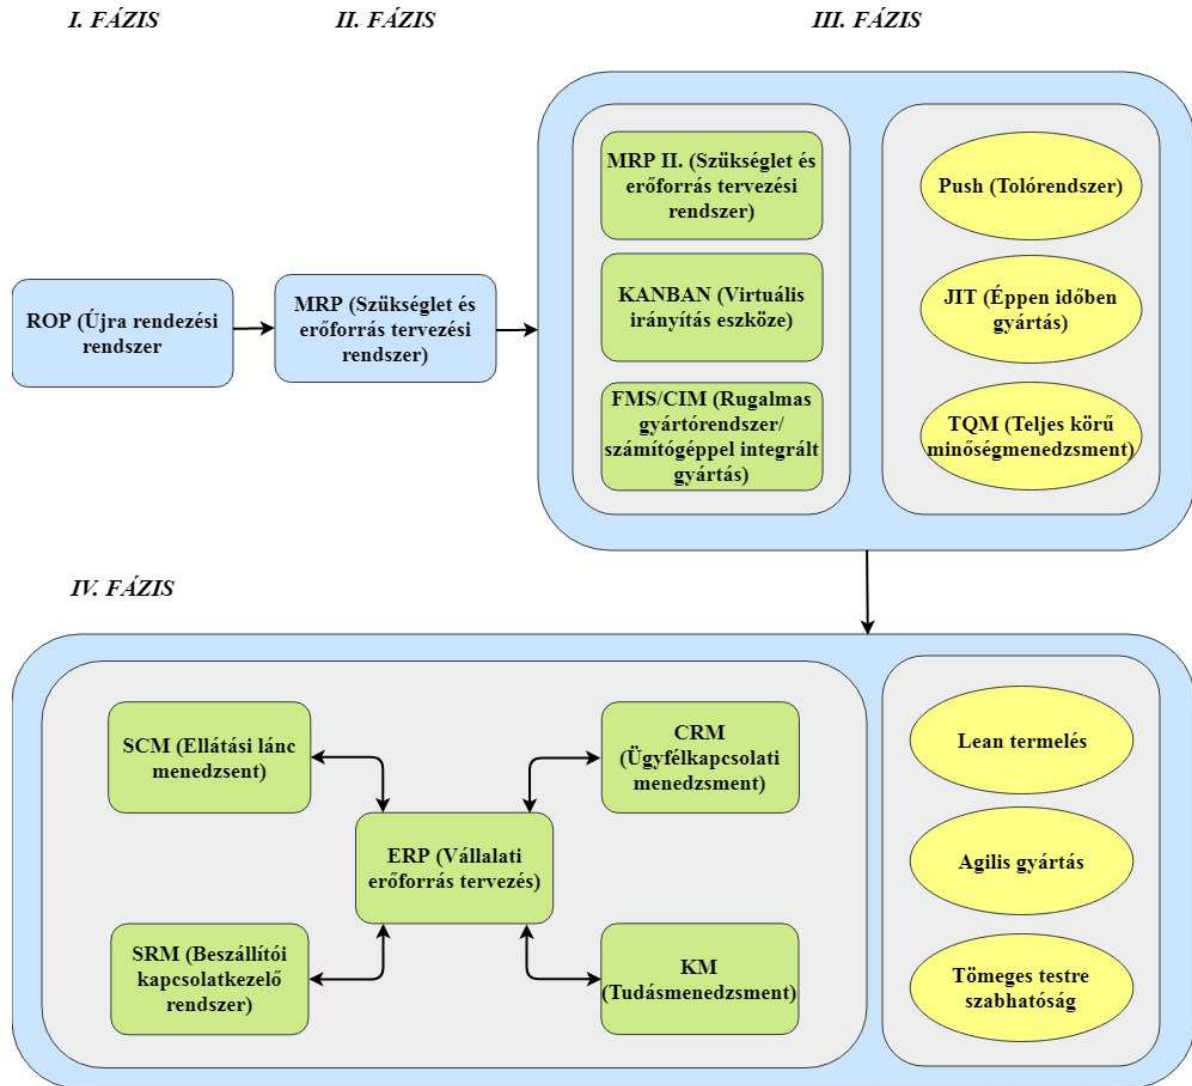 I. FÁZIS
II. FÁZIS
III. FÁZIS
ROP (Újra rendezési
rendszer
MRP (Szükséglet és
erőforrás tervezési
rendszer)
MRP II. (Szükséglet és
erőforrás tervezési
rendszer)
KANBAN (Virtuális
irányítás eszköze)
FMS/CIM (Rugalmas
gyártórendszer/
számítógéppel integrált
gyártás)
Push (Tolórendszer)
JIT (Éppen időben
gyártás)
TQM (Teljes körű
minőségmenedzsment)
IV. FÁZIS
SCM (Ellátási lánc
menedzsent)
CRM
(Ügyfélkapcsolati
menedzsment)
ERP (Vállalati
erőforrás tervezés)
SRM (Beszállítói
kapcsolatkezelő
rendszer)
KM
(Tudásmenedzsment)
Lean termelés
Agilis gyártás
Tömeges testre
szabhatóság